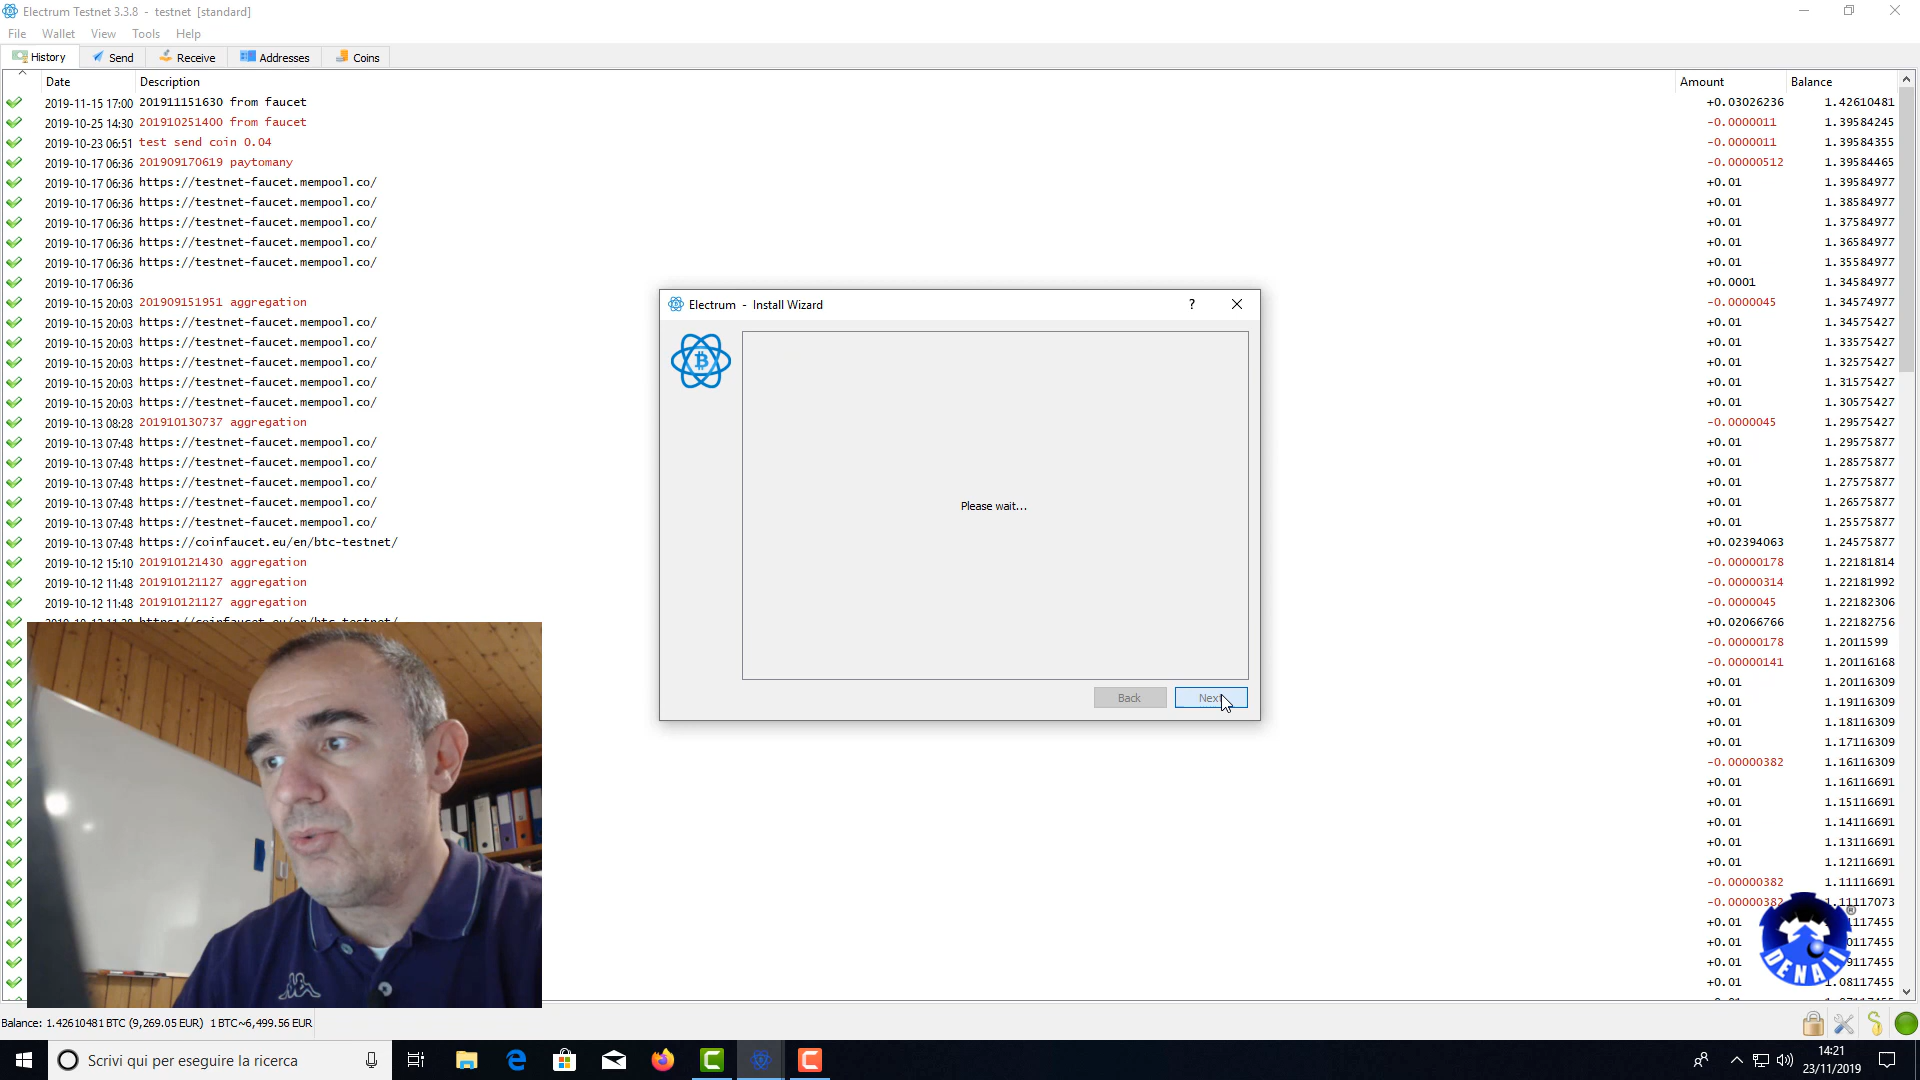 Electrum Testnet 3.3.8 - testnet [standard]
File Wallet View Tools Help
History Send Receive Addresses Coins
Date Description Amount Balance
2019-11-15 17:00 201911151630 from faucet +0.03026236 1.42610481
2019-10-25 14:30 201910251400 from faucet -0.0000011 1.39584245
2019-10-23 06:51 test send coin 0.04 -0.0000011 1.39584355
2019-10-17 06:36 201909170619 paytomany -0.00000512 1.39584465
2019-10-17 06:36 https://testnet-faucet.mempool.co/ +0.01 1.39584977
2019-10-17 06:36 https://testnet-faucet.mempool.co/ +0.01 1.38584977
2019-10-17 06:36 https://testnet-faucet.mempool.co/ +0.01 1.37584977
2019-10-17 06:36 https://testnet-faucet.mempool.co/ +0.01 1.36584977
2019-10-17 06:36 https://testnet-faucet.mempool.co/ +0.01 1.35584977
2019-10-17 06:36 +0.0001 1.34584977
2019-10-15 20:03 201909151951 aggregation -0.0000045 1.34574977
2019-10-15 20:03 https://testnet-faucet.mempool.co/ +0.01 1.34575427
2019-10-15 20:03 https://testnet-faucet.mempool.co/ +0.01 1.33575427
2019-10-15 20:03 https://testnet-faucet.mempool.co/ +0.01 1.32575427
2019-10-15 20:03 https://testnet-faucet.mempool.co/ +0.01 1.31575427
2019-10-15 20:03 https://testnet-faucet.mempool.co/ +0.01 1.30575427
2019-10-13 08:28 201910130737 aggregation -0.0000045 1.29575427
2019-10-13 07:48 https://testnet-faucet.mempool.co/ +0.01 1.29575877
2019-10-13 07:48 https://testnet-faucet.mempool.co/ +0.01 1.28575877
2019-10-13 07:48 https://testnet-faucet.mempool.co/ +0.01 1.27575877
2019-10-13 07:48 https://testnet-faucet.mempool.co/ +0.01 1.26575877
2019-10-13 07:48 https://testnet-faucet.mempool.co/ +0.01 1.25575877
2019-10-13 07:48 https://coinfaucet.eu/en/btc-testnet/ +0.02394063 1.24575877
2019-10-12 15:10 201910121430 aggregation -0.00000178 1.22181814
2019-10-12 11:48 201910121127 aggregation -0.00000314 1.22181992
2019-10-12 11:48 201910121127 aggregation -0.0000045 1.22182306
https://coinfaucet.eu/en/btc-testnet/ +0.02066766 1.22182756
-0.00000178 1.2011599
-0.00000141 1.20116168
+0.01 1.20116309
+0.01 1.19116309
+0.01 1.18116309
+0.01 1.17116309
-0.00000382 1.16116309
+0.01 1.16116691
+0.01 1.15116691
+0.01 1.14116691
+0.01 1.13116691
+0.01 1.12116691
-0.00000382 1.11116691
-0.00000382 1.11117073
+0.01
+0.01
+0.01
+0.01 1.08117455
Electrum - Install Wizard
?
Please wait...
Back Next
DENALI
®
Balance: 1.42610481 BTC (9,269.05 EUR) 1 BTC~6,499.56 EUR
Scrivi qui per eseguire la ricerca
14:21
23/11/2019